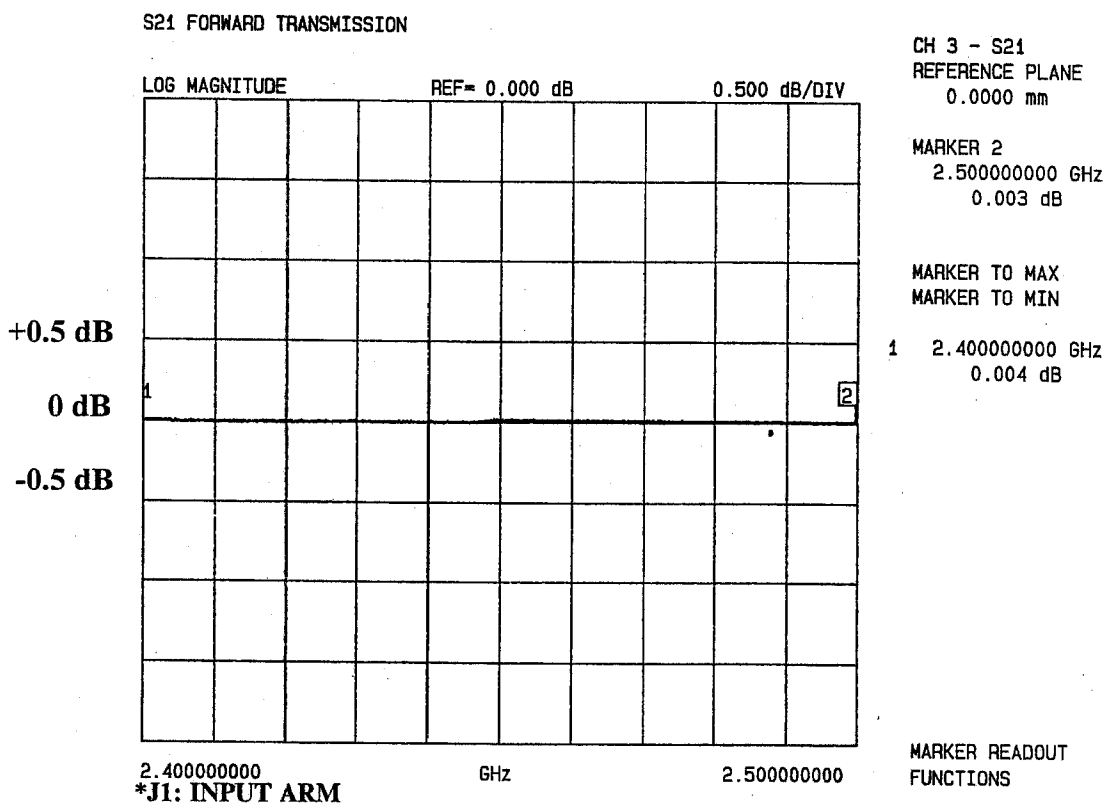 S21 FORWARD TRANSMISSION
LOG MAGNITUDE REF= 0.000 dB 0.500 dB/DIV
CH 3 - S21
REFERENCE PLANE
0.0000 mm
MARKER 2
2.500000000 GHz
0.003 dB
MARKER TO MAX
MARKER TO MIN
1 2.400000000 GHz
0.004 dB
+0.5 dB
1
2
0 dB
-0.5 dB
2.400000000 GHz 2.500000000
*J1: INPUT ARM
MARKER READOUT
FUNCTIONS